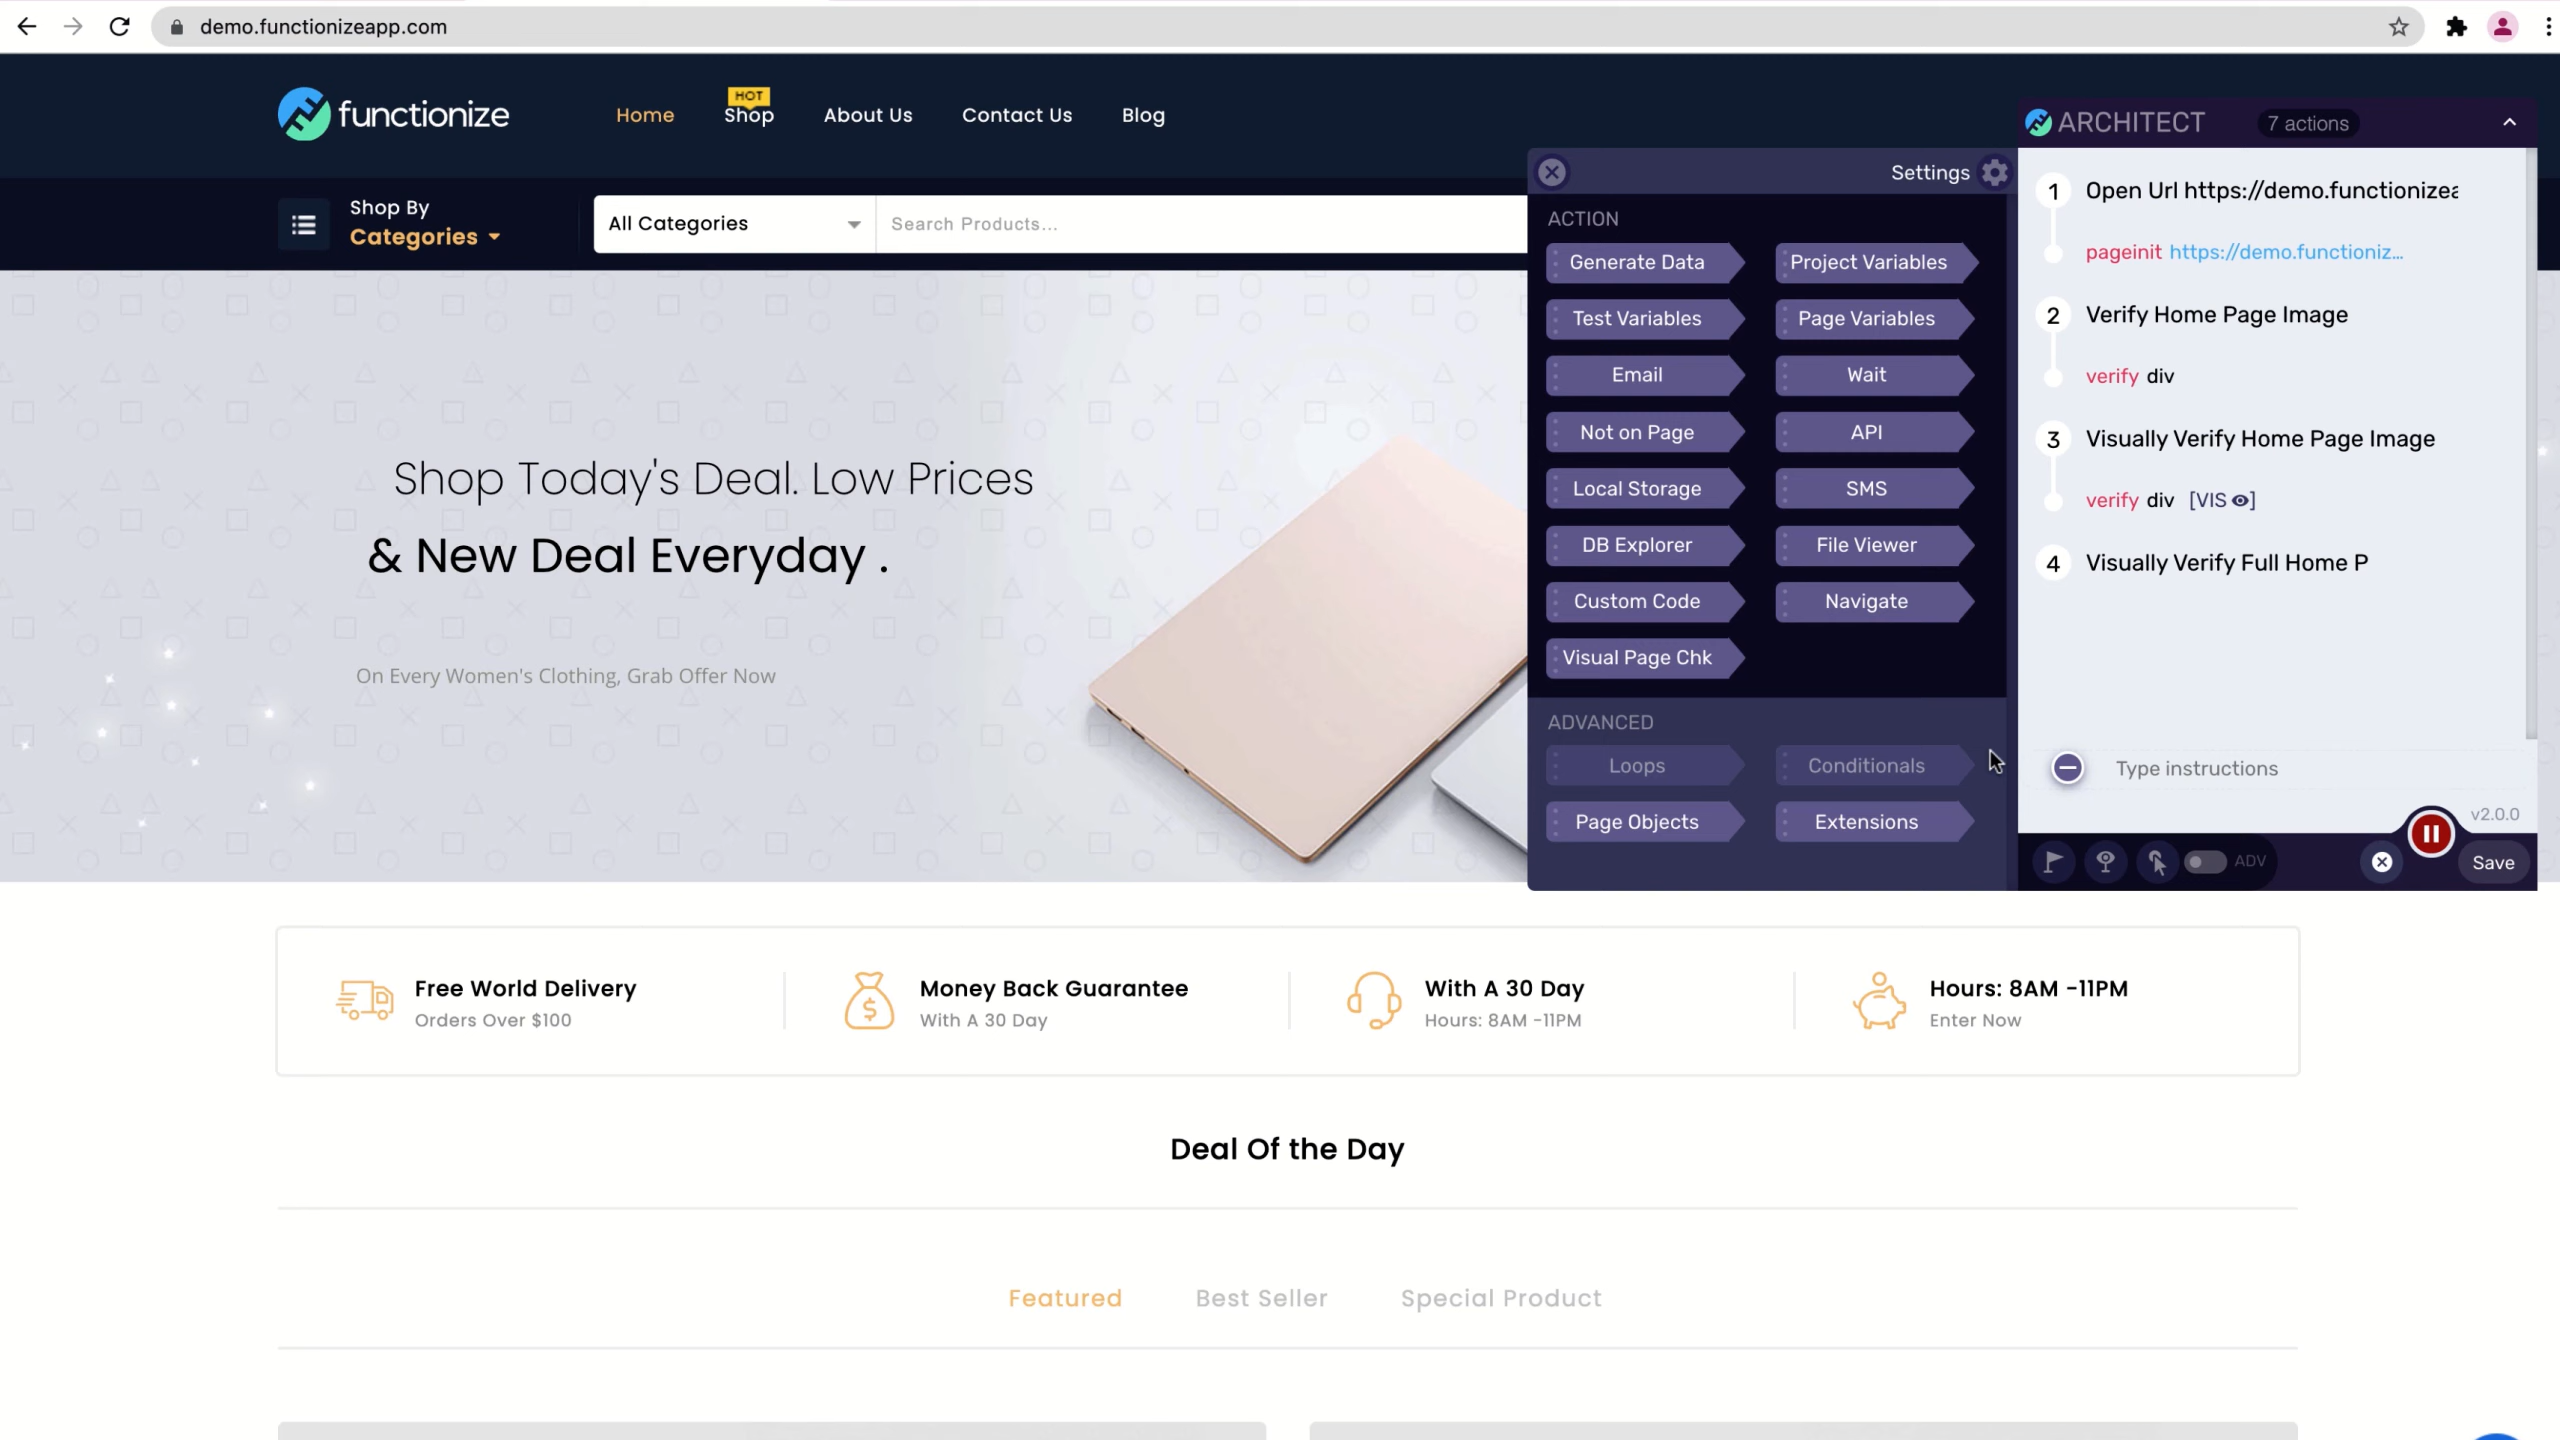 demo.functionizeapp.com
functionize
Home
HOT
Shop
About Us
Contact Us
Blog
Shop By
Categories
All Categories
Search Products...
Shop Today's Deal. Low Prices
& New Deal Everyday .
On Every Women's Clothing, Grab Offer Now
Settings
ACTION
Generate Data
Project Variables
Test Variables
Page Variables
Email
Wait
Not on Page
API
Local Storage
SMS
DB Explorer
File Viewer
Custom Code
Navigate
Visual Page Chk
ADVANCED
Loops
Conditionals
Page Objects
Extensions
ARCHITECT
7 actions
1 Open Url https://demo.functionizea
pageinit https://demo.functioniz...
2 Verify Home Page Image
verify div
3 Visually Verify Home Page Image
verify div [VIS]
4 Visually Verify Full Home P
Type instructions
v2.0.0
ADV
Save
Free World Delivery
Orders Over $100
Money Back Guarantee
With A 30 Day
With A 30 Day
Hours: 8AM -11PM
Hours: 8AM -11PM
Enter Now
Deal Of the Day
Featured
Best Seller
Special Product